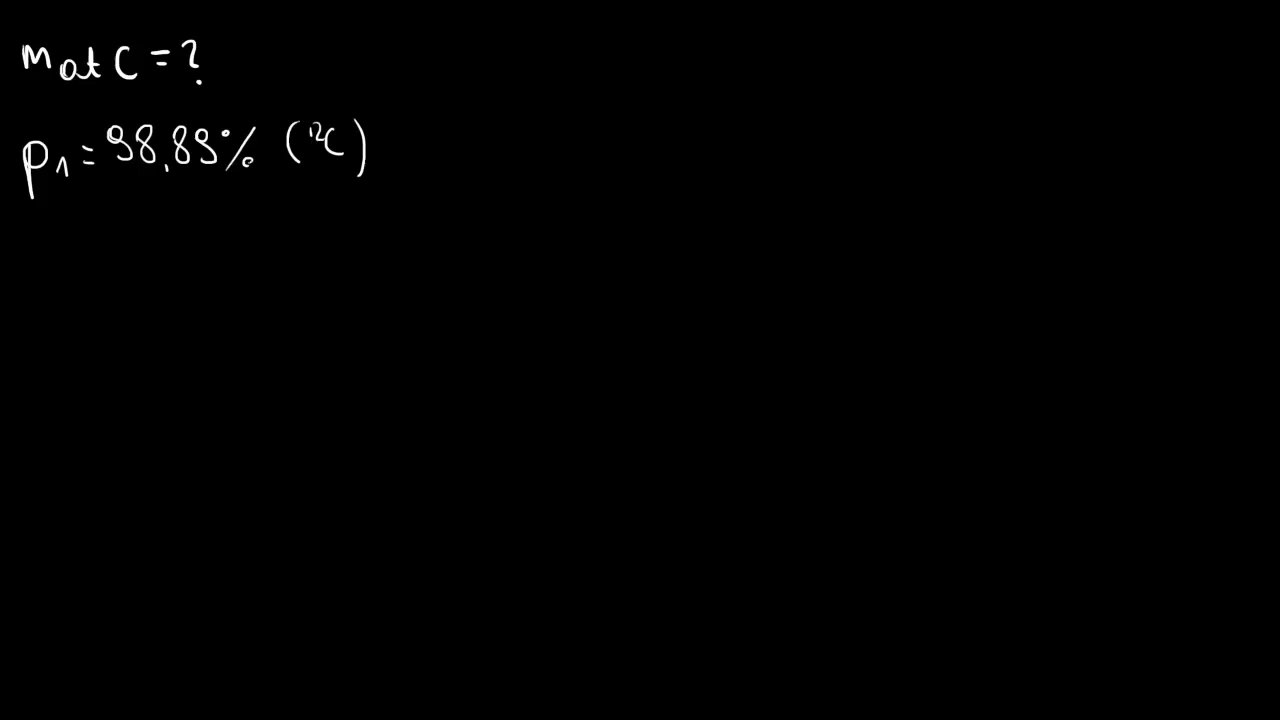 m at C = ?
p₁ = 98,89% (¹²C)